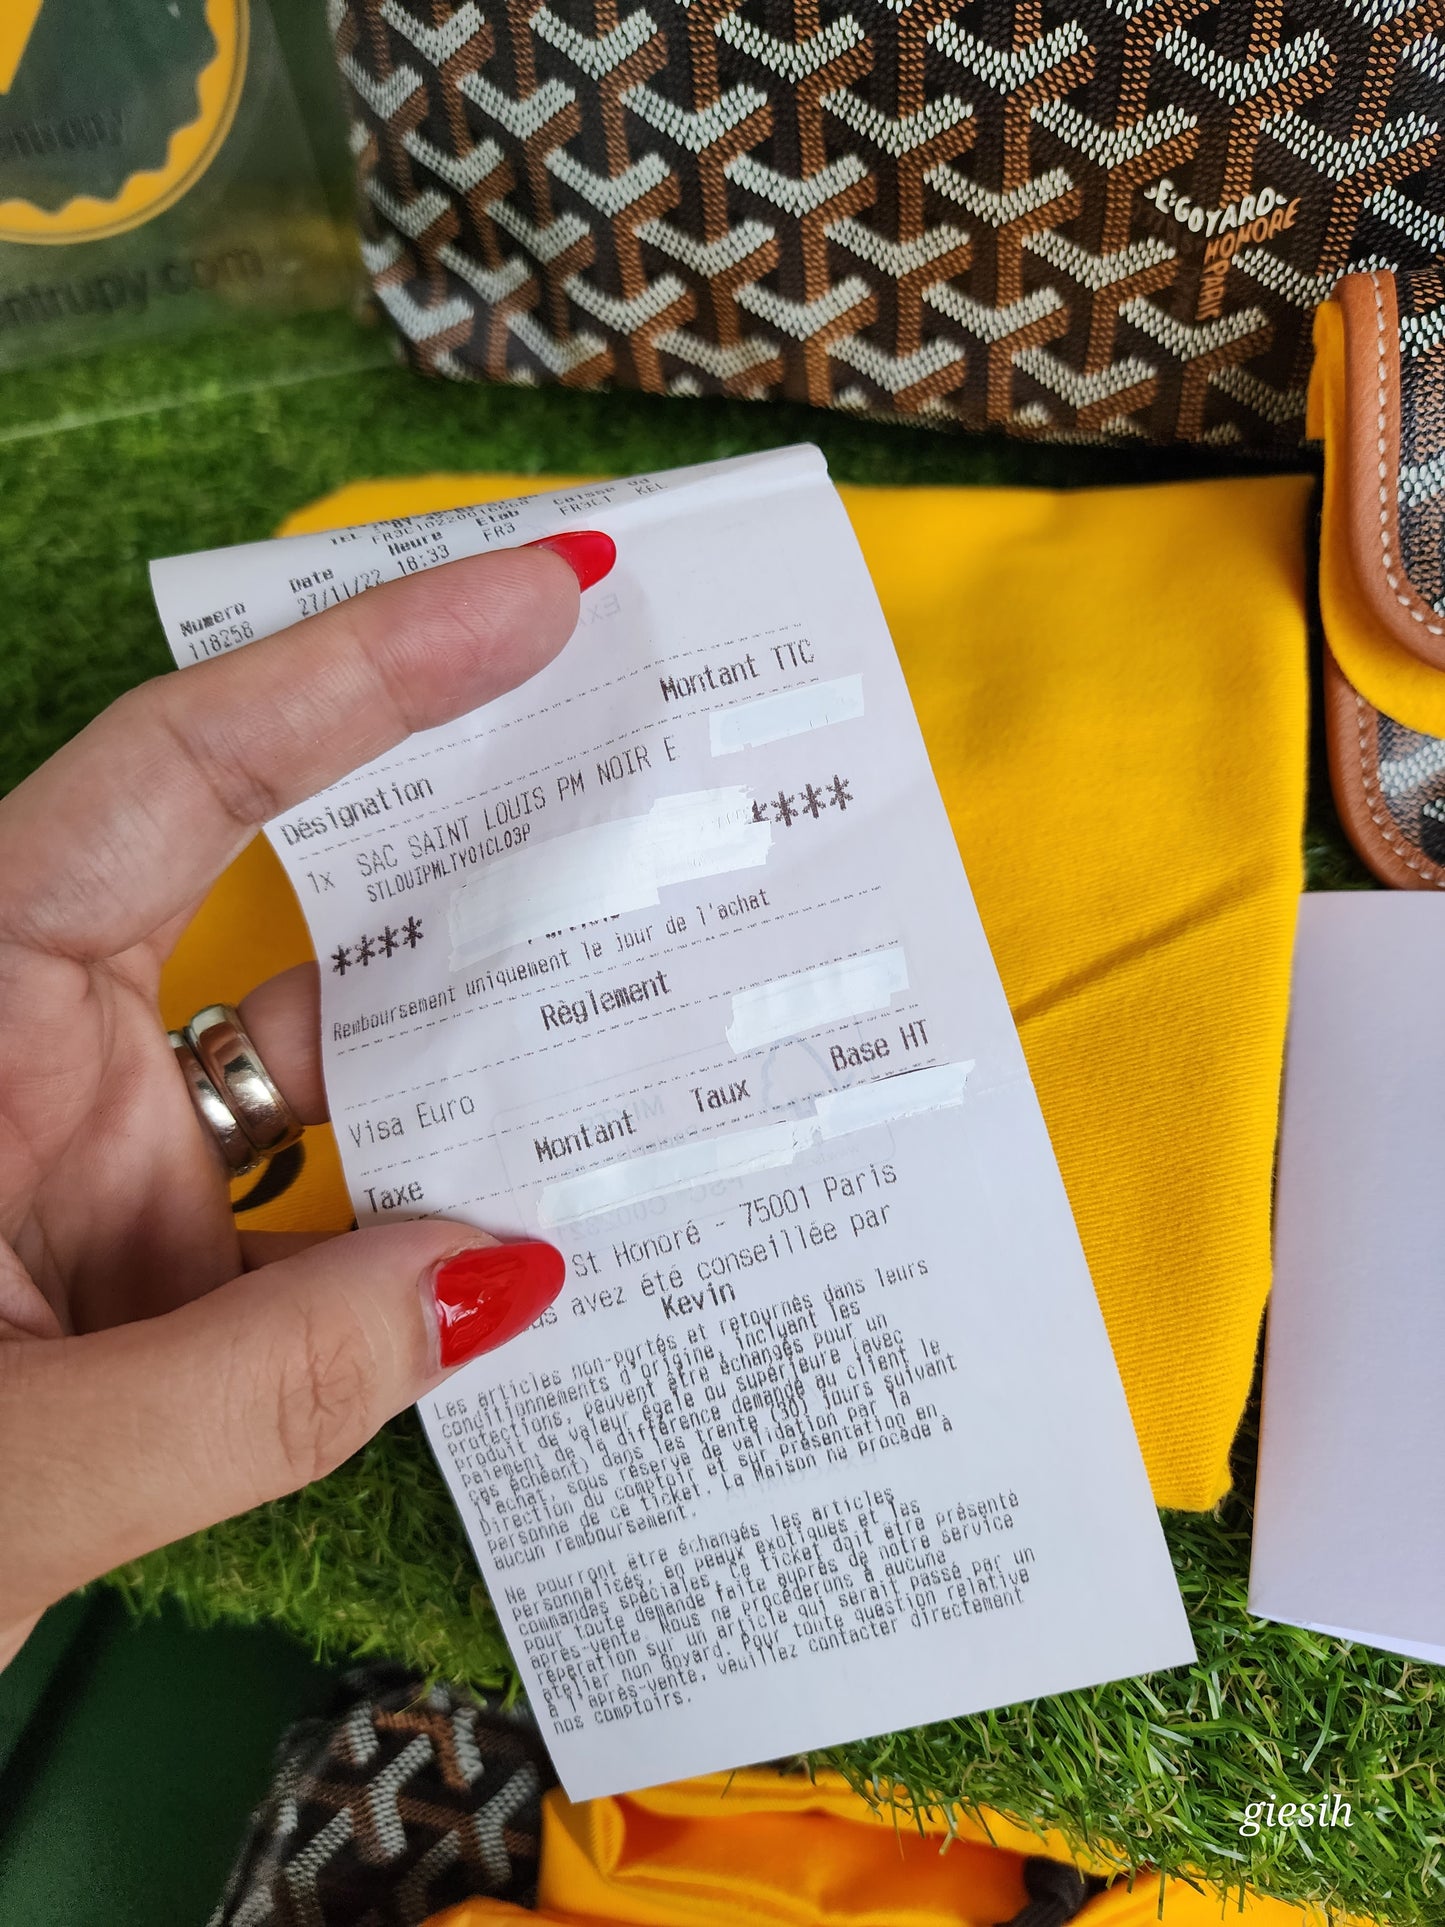 entrupy
entrupy.com
E.GOYARD
HONORE
PARIS
Caisse
TEL FR3C10220018668
Numero Date Heure Etab
118258 27/11/22 16:33 FR3 FR3C1 KEL
Montant TTC
Désignation
1x SAC SAINT LOUIS PM NOIR E
STLOUIPMLTY01CL03P
**** ****
Remboursement uniquement le jour de l'achat
Règlement
Visa Euro
Taxe Montant Taux Base HT
St Honoré - 75001 Paris
avez été conseillée par
Kevin
Les articles non-portés et retournés dans leurs
conditionnements d'origine, incluant les
protections, peuvent être échangés pour un
produit de valeur égale ou supérieure (avec
paiement de la différence demandé au client le
cas échéant) dans les trente (30) jours suivant
l'achat, sous réserve de validation par la
Direction du comptoir et sur présentation en
personne de ce ticket. La Maison ne procède à
aucun remboursement.
Ne pourront être échangés les articles
personnalisés, en peaux exotiques et les
commandes spéciales. Ce ticket doit être présenté
pour toute demande faite auprès de notre service
après-vente. Nous ne procéderons à aucune
réparation sur un article qui serait passé par un
atelier non Goyard. Pour toute question relative
à l'après-vente, veuillez contacter directement
nos comptoirs.
giesih